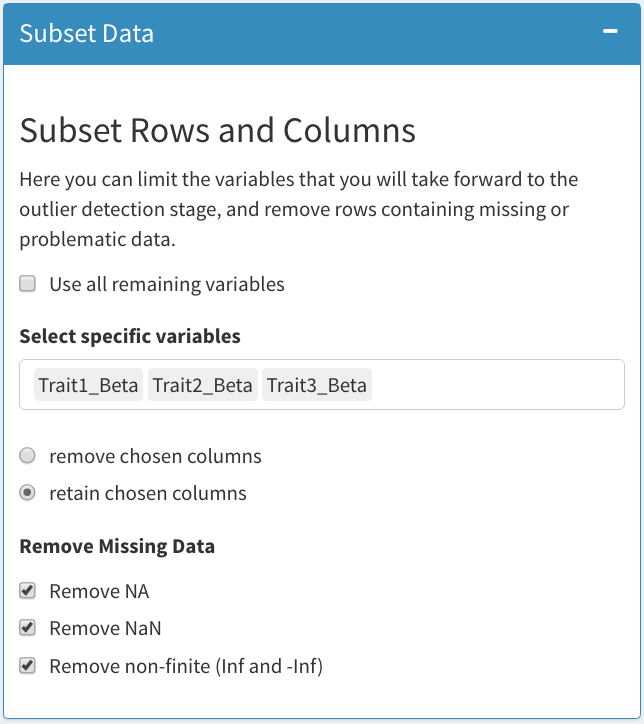 Subset Data
Subset Rows and Columns
Here you can limit the variables that you will take forward to the
outlier detection stage, and remove rows containing missing or
problematic data.
Use all remaining variables
Select specific variables
Trait1_Beta Trait2_Beta Trait3_Beta
remove chosen columns
retain chosen columns
Remove Missing Data
Remove NA
Remove NaN
Remove non-finite (Inf and -Inf)